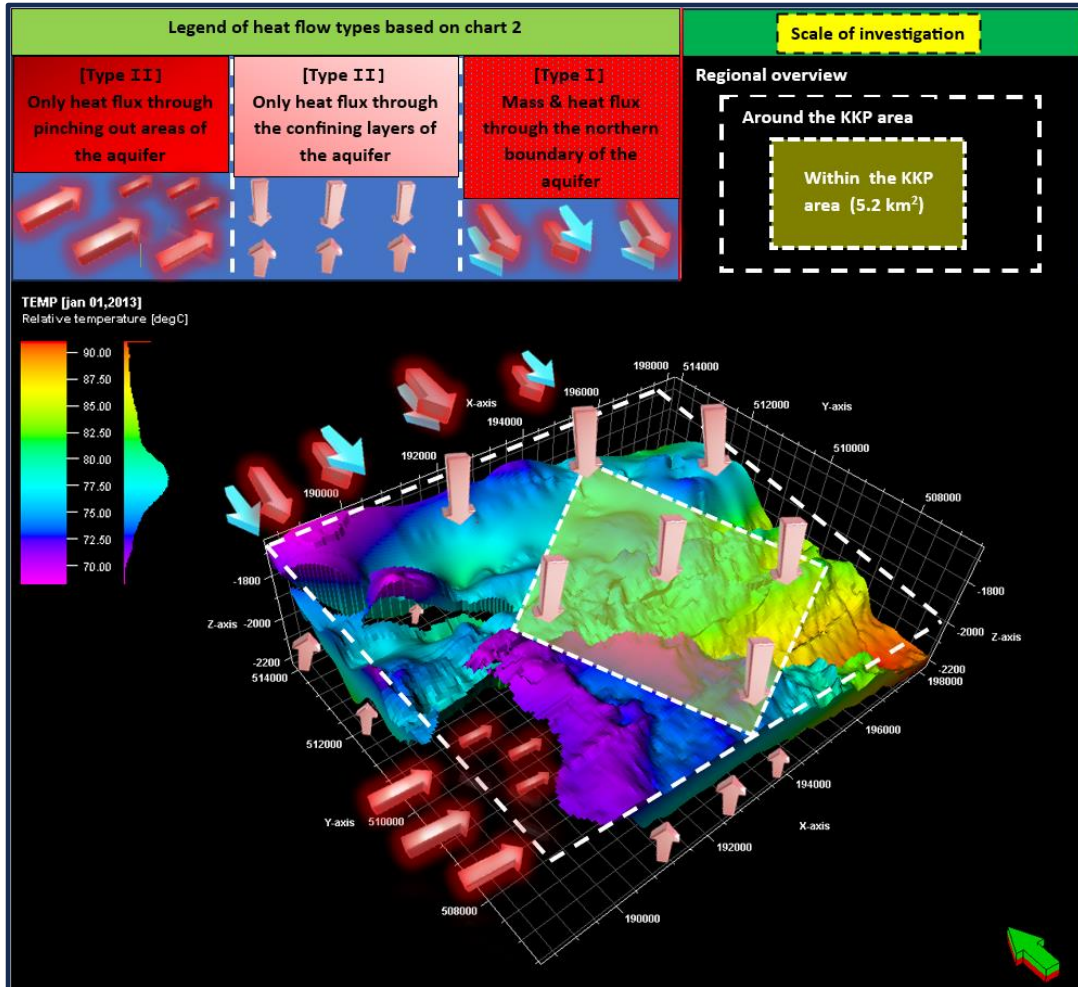 Legend of heat flow types based on chart 2
Scale of investigation
[Type II]
Only heat flux through
pinching out areas of
the aquifer
[Type II]
Only heat flux through
the confining layers of
the aquifer
[Type I]
Mass & heat flux
through the northern
boundary of the
aquifer
Regional overview
Around the KKP area
Within the KKP
area (5.2 km²)
TEMP [jan 01,2013]
Relative temperature [degC]
90.00
87.50
85.00
82.50
80.00
77.50
75.00
72.50
70.00
X-axis
190000
192000
194000
196000
198000
514000
512000
Y-axis
510000
508000
-1800
-2000
Z-axis
-2200
198000
-1800
Z-axis
-2000
-2200
514000
512000
Y-axis
510000
508000
196000
194000
X-axis
192000
190000